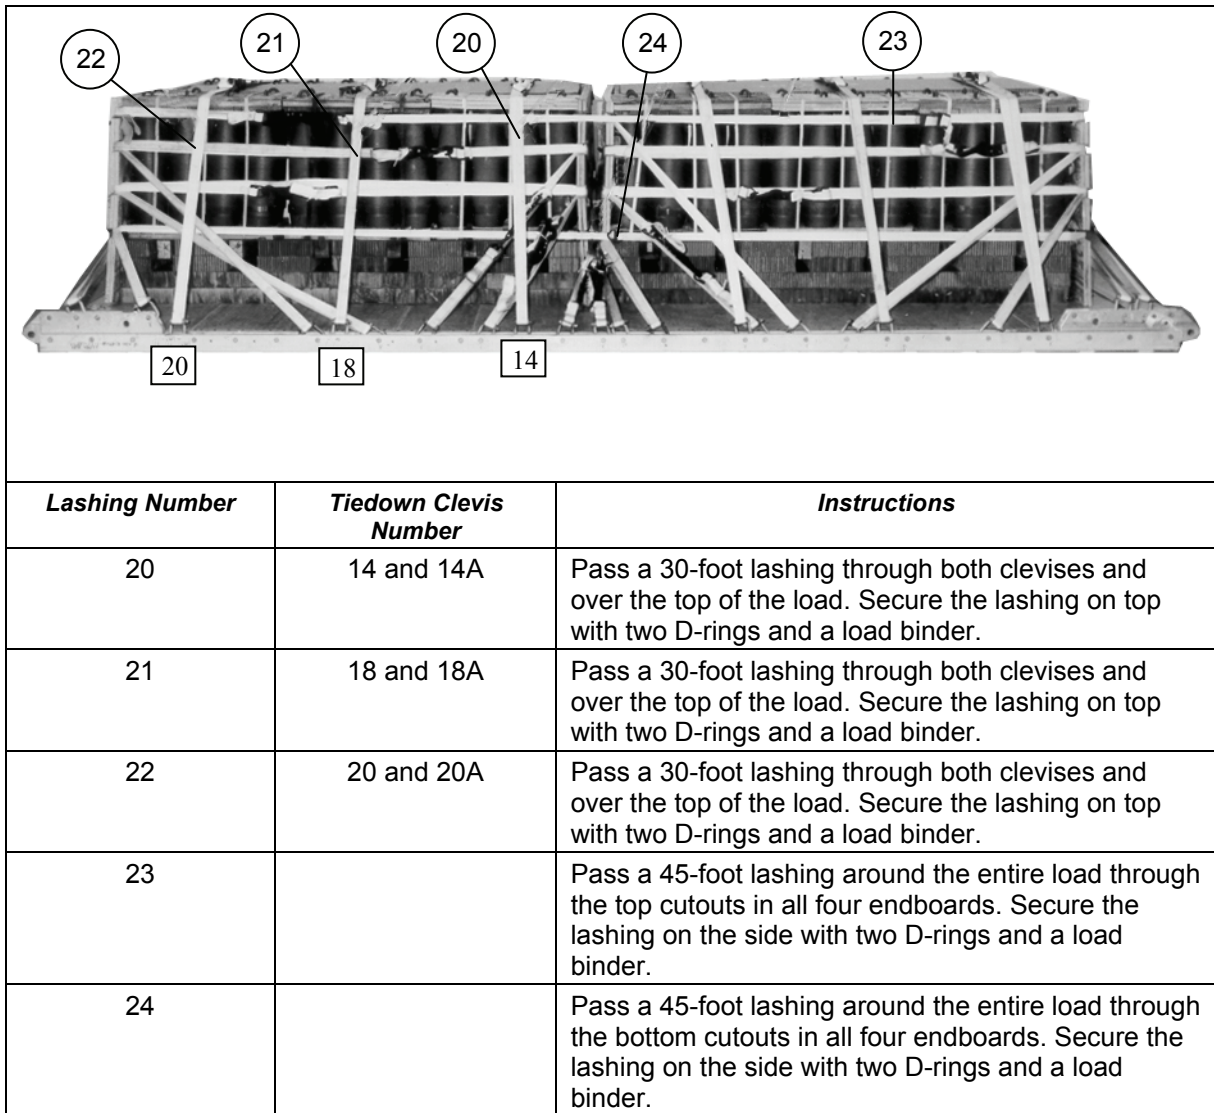 22
21
20
24
23
20
18
14
Lashing Number
Tiedown Clevis
Number
Instructions
20
14 and 14A
Pass a 30-foot lashing through both clevises and
over the top of the load. Secure the lashing on top
with two D-rings and a load binder.
21
18 and 18A
Pass a 30-foot lashing through both clevises and
over the top of the load. Secure the lashing on top
with two D-rings and a load binder.
22
20 and 20A
Pass a 30-foot lashing through both clevises and
over the top of the load. Secure the lashing on top
with two D-rings and a load binder.
23
Pass a 45-foot lashing around the entire load through
the top cutouts in all four endboards. Secure the
lashing on the side with two D-rings and a load
binder.
24
Pass a 45-foot lashing around the entire load through
the bottom cutouts in all four endboards. Secure the
lashing on the side with two D-rings and a load
binder.